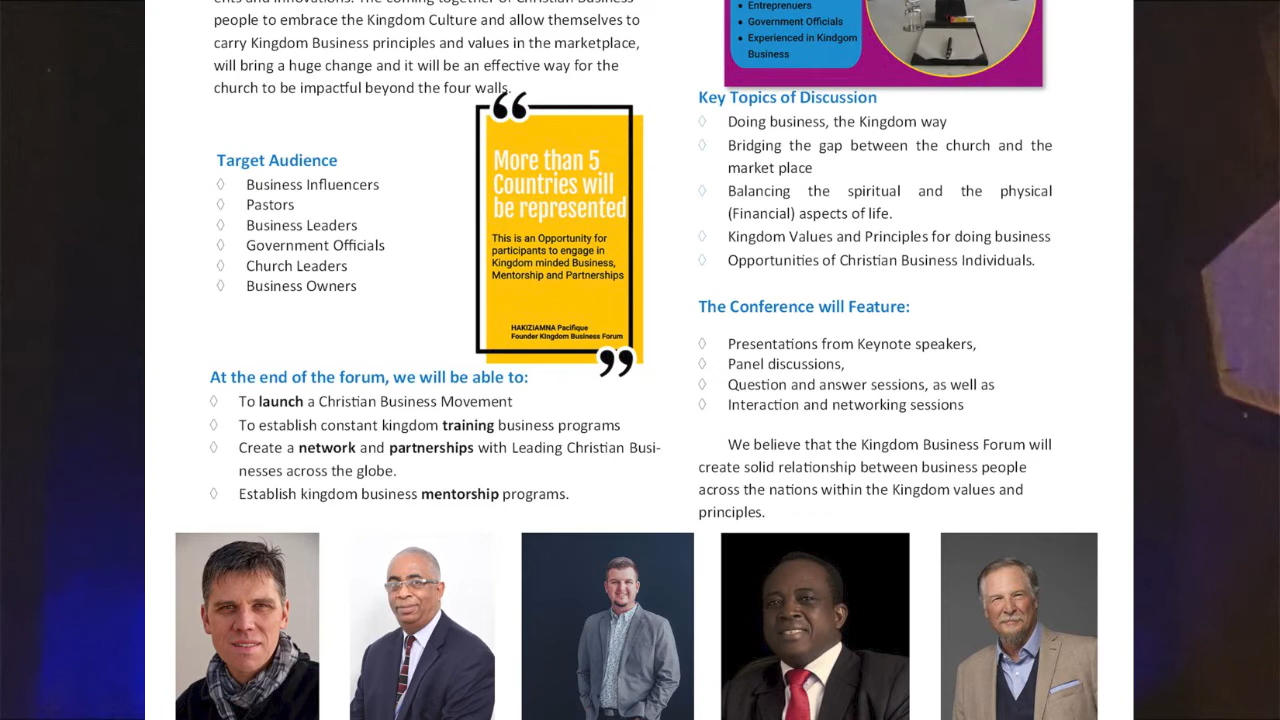 people to embrace the Kingdom Culture and allow themselves to
carry Kingdom Business principles and values in the marketplace,
will bring a huge change and it will be an effective way for the
church to be impactful beyond the four walls.
Target Audience
◊ Business Influencers
◊ Pastors
◊ Business Leaders
◊ Government Officials
◊ Church Leaders
◊ Business Owners
“
More than 5
Countries will
be represented
This is an Opportunity for
participants to engage in
Kingdom minded Business,
Mentorship and Partnerships
HAKIZIAMNA Pacifique
Founder Kingdom Business Forum
”
At the end of the forum, we will be able to:
◊ To launch a Christian Business Movement
◊ To establish constant kingdom training business programs
◊ Create a network and partnerships with Leading Christian Busi-
nesses across the globe.
◊ Establish kingdom business mentorship programs.
• Entreprenuers
• Government Officials
• Experienced in Kindgom
Business
Key Topics of Discussion
◊ Doing business, the Kingdom way
◊ Bridging the gap between the church and the
market place
◊ Balancing the spiritual and the physical
(Financial) aspects of life.
◊ Kingdom Values and Principles for doing business
◊ Opportunities of Christian Business Individuals.
The Conference will Feature:
◊ Presentations from Keynote speakers,
◊ Panel discussions,
◊ Question and answer sessions, as well as
◊ Interaction and networking sessions
We believe that the Kingdom Business Forum will
create solid relationship between business people
across the nations within the Kingdom values and
principles.